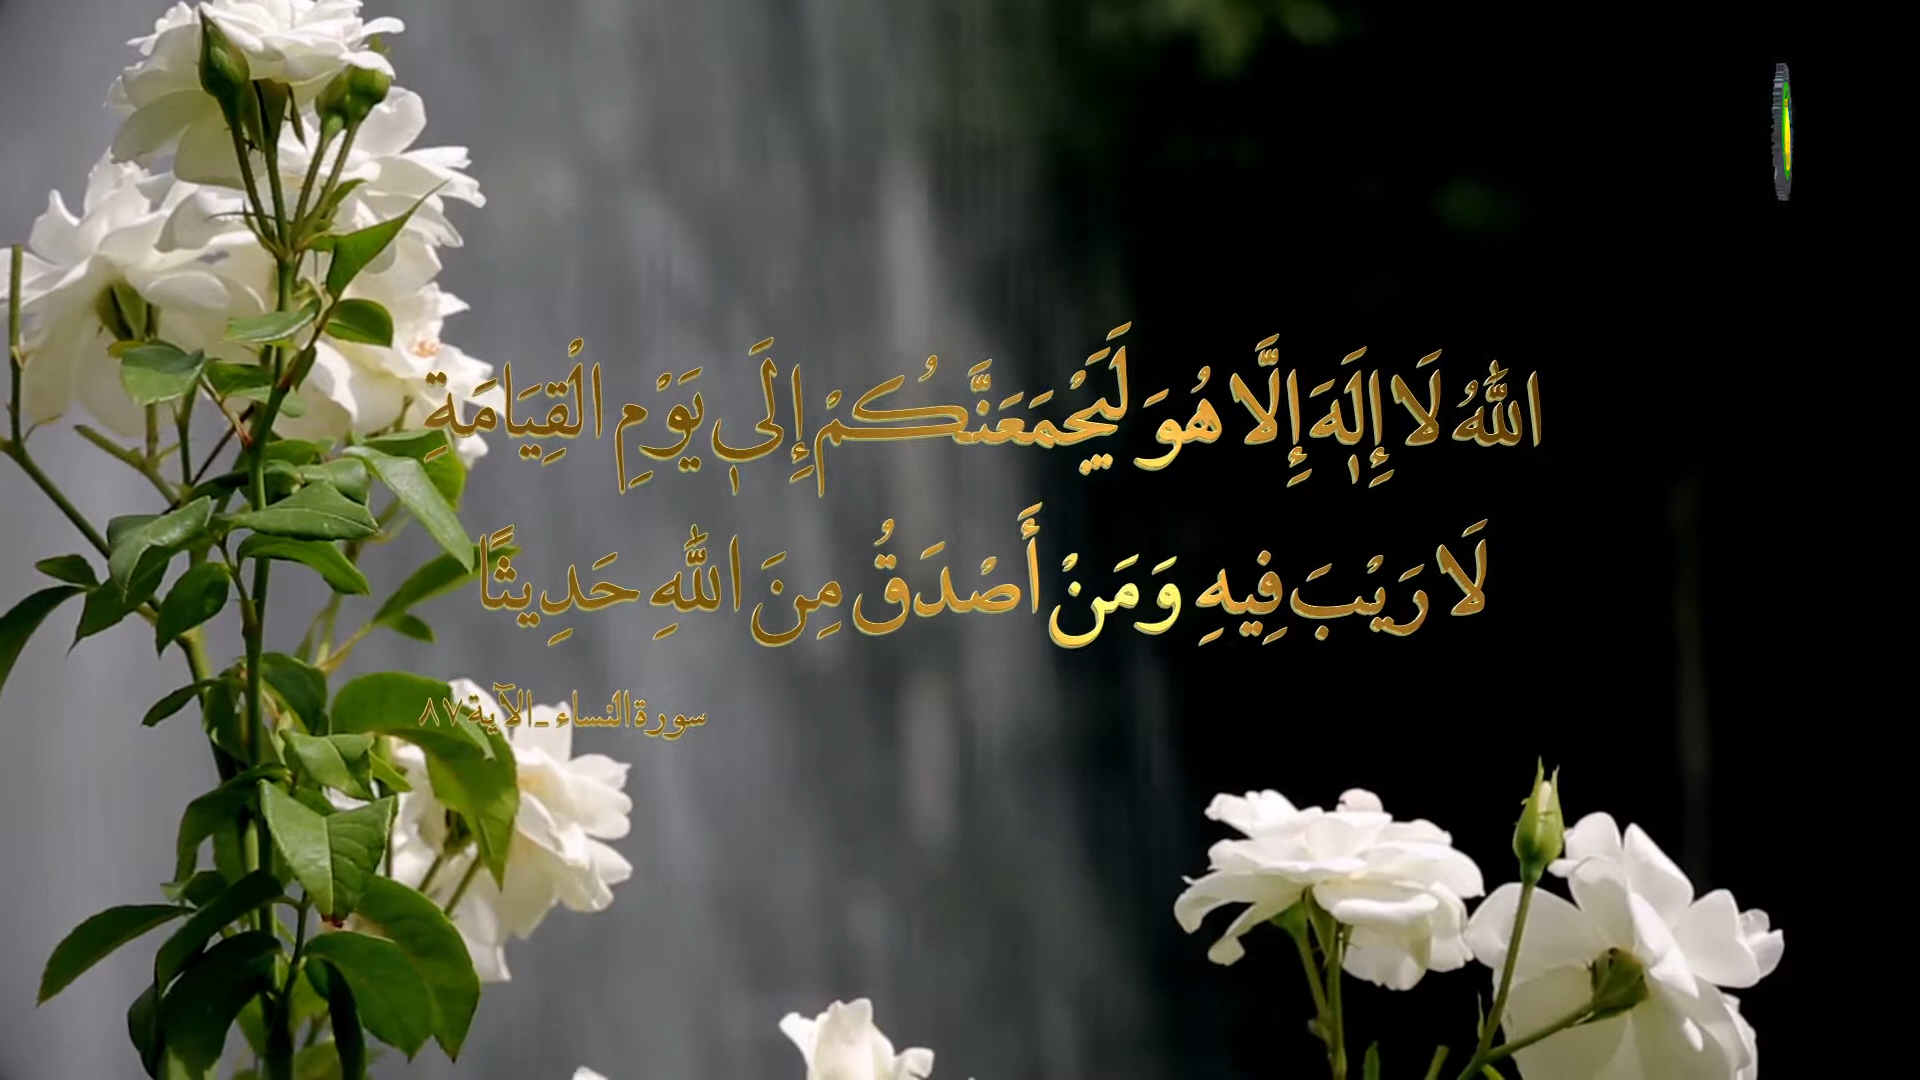 اللَّهُ لَا إِلَٰهَ إِلَّا هُوَ لَيَجْمَعَنَّكُمْ إِلَىٰ يَوْمِ الْقِيَامَةِ
لَا رَيْبَ فِيهِ وَمَنْ أَصْدَقُ مِنَ اللَّهِ حَدِيثًا
سورة النساء - الآية ٨٧